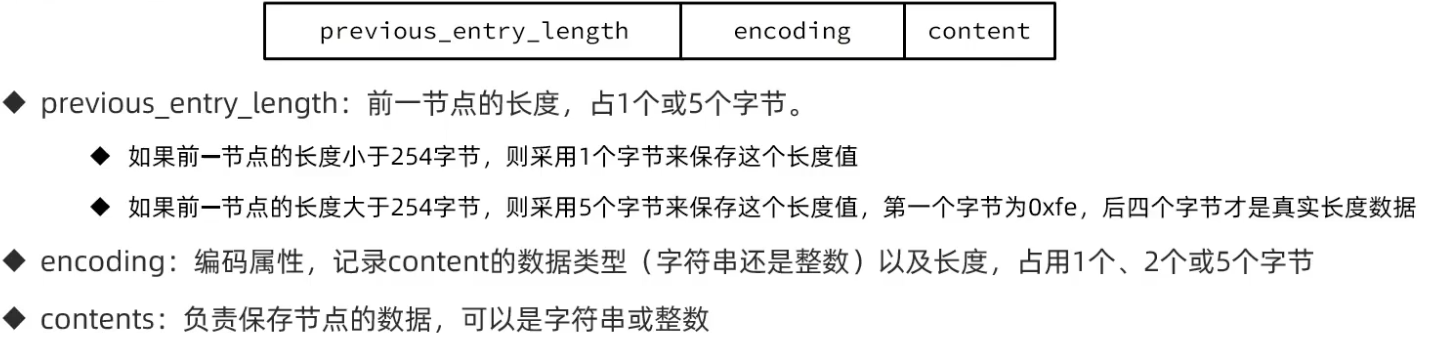 previous_entry_length encoding content
◆ previous_entry_length：前一节点的长度，占1个或5个字节。
◆ 如果前一节点的长度小于254字节，则采用1个字节来保存这个长度值
◆ 如果前一节点的长度大于254字节，则采用5个字节来保存这个长度值，第一个字节为0xfe，后四个字节才是真实长度数据
◆ encoding：编码属性，记录content的数据类型（字符串还是整数）以及长度，占用1个、2个或5个字节
◆ contents：负责保存节点的数据，可以是字符串或整数